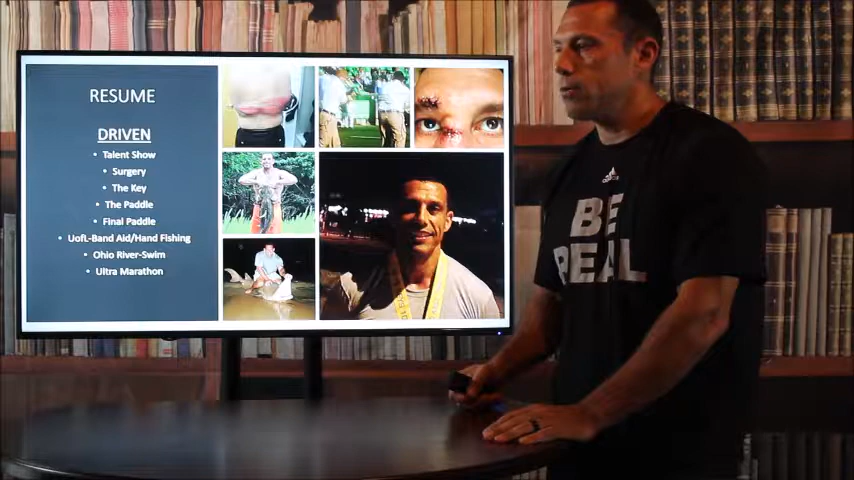 RESUME
DRIVEN
• Talent Show
• Surgery
• The Key
• The Paddle
• Final Paddle
• UofL-Band Aid/Hand Fishing
• Ohio River-Swim
• Ultra Marathon
adidas
BE
REAL